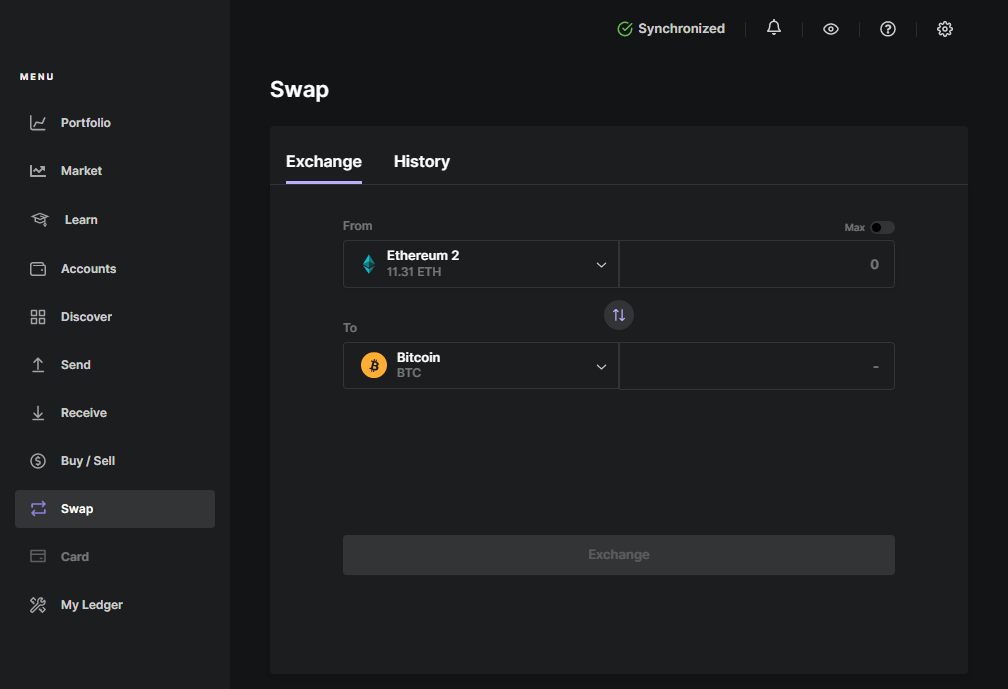 Synchronized
MENU
Portfolio
Market
Learn
Accounts
Discover
Send
Receive
Buy / Sell
Swap
Card
My Ledger
Swap
Exchange History
From Max
Ethereum 2
11.31 ETH
0
To
Bitcoin
BTC
-
Exchange